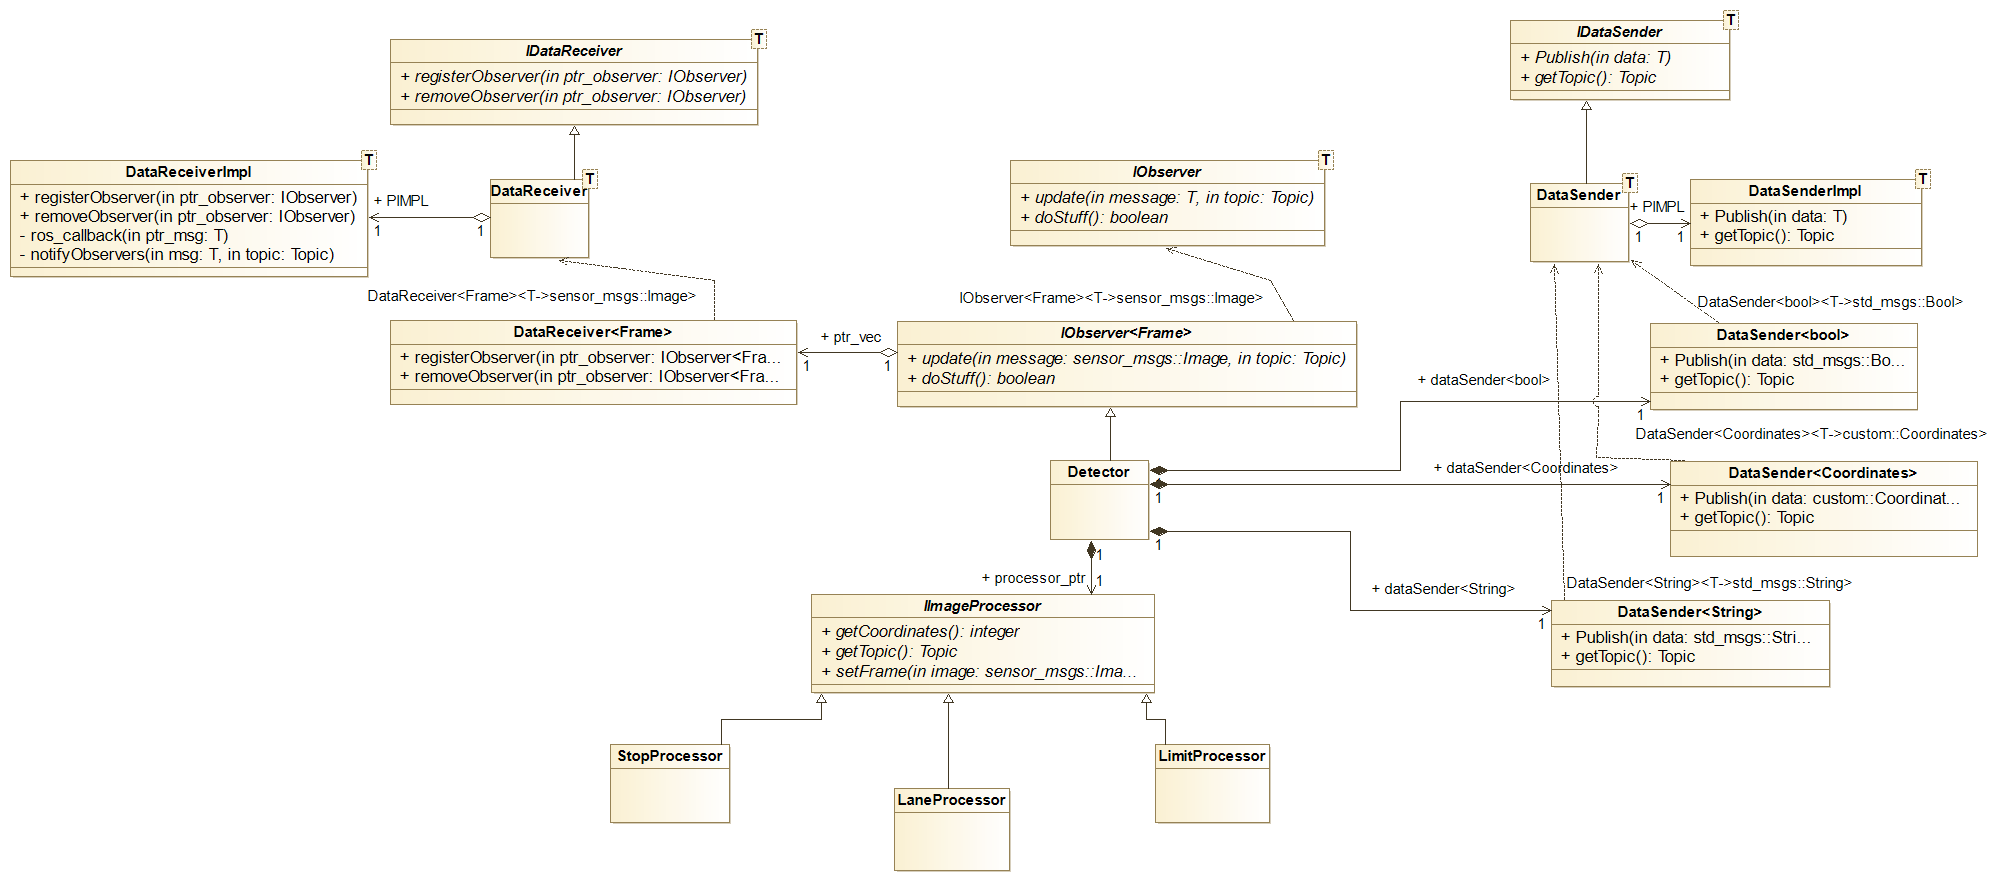 T
IDataReceiver
+ registerObserver(in ptr_observer: IObserver)
+ removeObserver(in ptr_observer: IObserver)
T
IDataSender
+ Publish(in data: T)
+ getTopic(): Topic
T
DataReceiverImpl
+ registerObserver(in ptr_observer: IObserver)
+ removeObserver(in ptr_observer: IObserver)
- ros_callback(in ptr_msg: T)
- notifyObservers(in msg: T, in topic: Topic)
+ PIMPL
1
1
T
DataReceiver
T
IObserver
+ update(in message: T, in topic: Topic)
+ doStuff(): boolean
T
DataSender
+ PIMPL
1
1
T
DataSenderImpl
+ Publish(in data: T)
+ getTopic(): Topic
DataReceiver<Frame><T->sensor_msgs::Image>
IObserver<Frame><T->sensor_msgs::Image>
DataSender<bool><T->std_msgs::Bool>
DataReceiver<Frame>
+ registerObserver(in ptr_observer: IObserver<Fra...
+ removeObserver(in ptr_observer: IObserver<Fra...
+ ptr_vec
1
1
IObserver<Frame>
+ update(in message: sensor_msgs::Image, in topic: Topic)
+ doStuff(): boolean
DataSender<bool>
+ Publish(in data: std_msgs::Bo...
+ getTopic(): Topic
+ dataSender<bool>
1
DataSender<Coordinates><T->custom::Coordinates>
Detector
+ dataSender<Coordinates>
1
1
DataSender<Coordinates>
+ Publish(in data: custom::Coordinat...
+ getTopic(): Topic
1
1
+ processor_ptr
1
+ dataSender<String>
1
DataSender<String><T->std_msgs::String>
DataSender<String>
+ Publish(in data: std_msgs::Stri...
+ getTopic(): Topic
IImageProcessor
+ getCoordinates(): integer
+ getTopic(): Topic
+ setFrame(in image: sensor_msgs::Ima...
StopProcessor
LaneProcessor
LimitProcessor